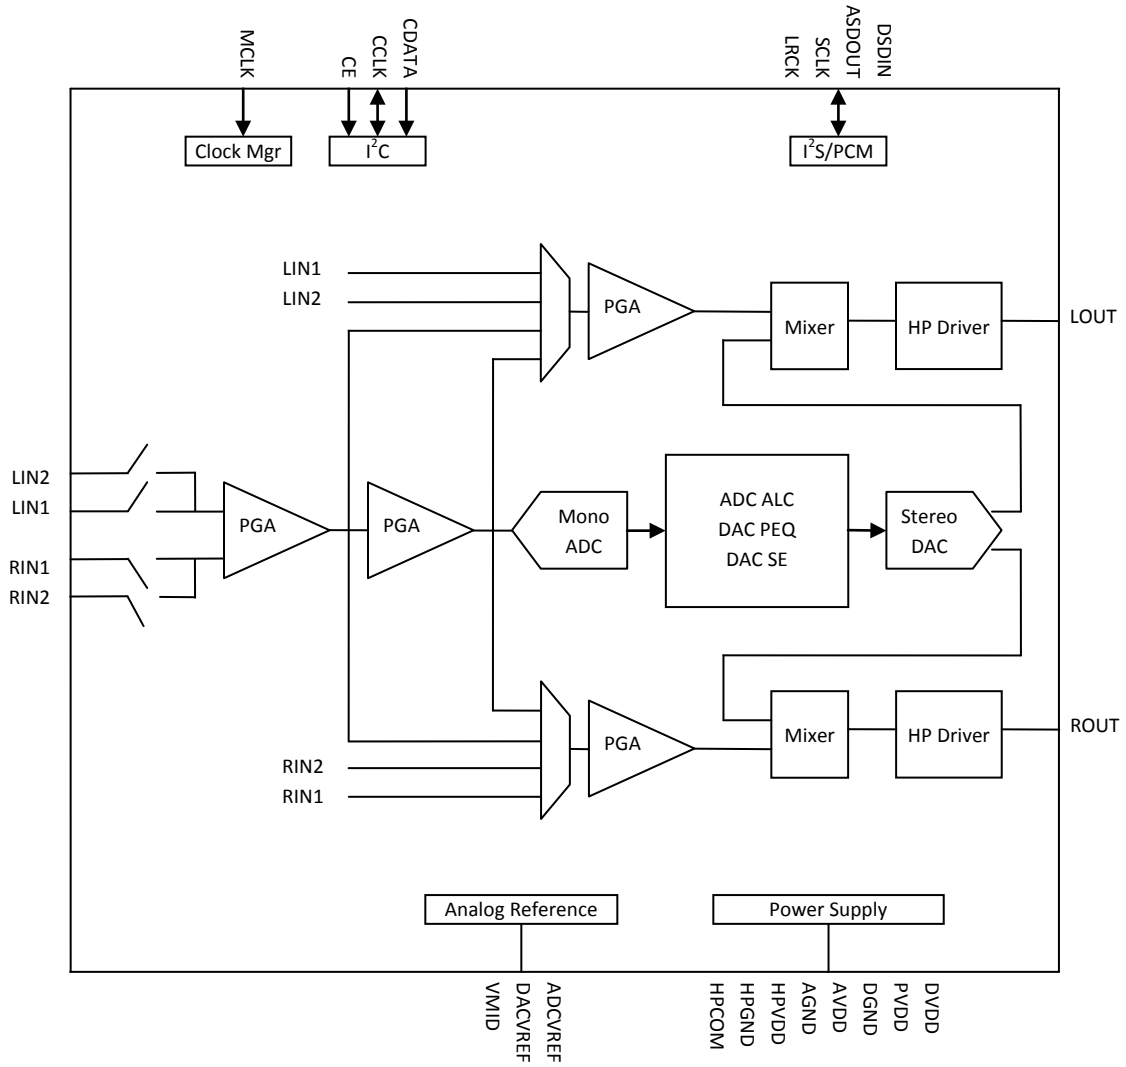 MCLK
CE
CCLK
CDATA
LRCK
SCLK
ASDOUT
DSDIN
Clock Mgr
I²C
I²S/PCM
LIN1
LIN2
PGA
Mixer
HP Driver
LOUT
LIN2
LIN1
RIN1
RIN2
PGA
PGA
Mono
ADC
ADC ALC
DAC PEQ
DAC SE
Stereo
DAC
RIN2
RIN1
PGA
Mixer
HP Driver
ROUT
Analog Reference
Power Supply
VMID
DACVREF
ADCVREF
HPCOM
HPGND
HPVDD
AGND
AVDD
DGND
PVDD
DVDD